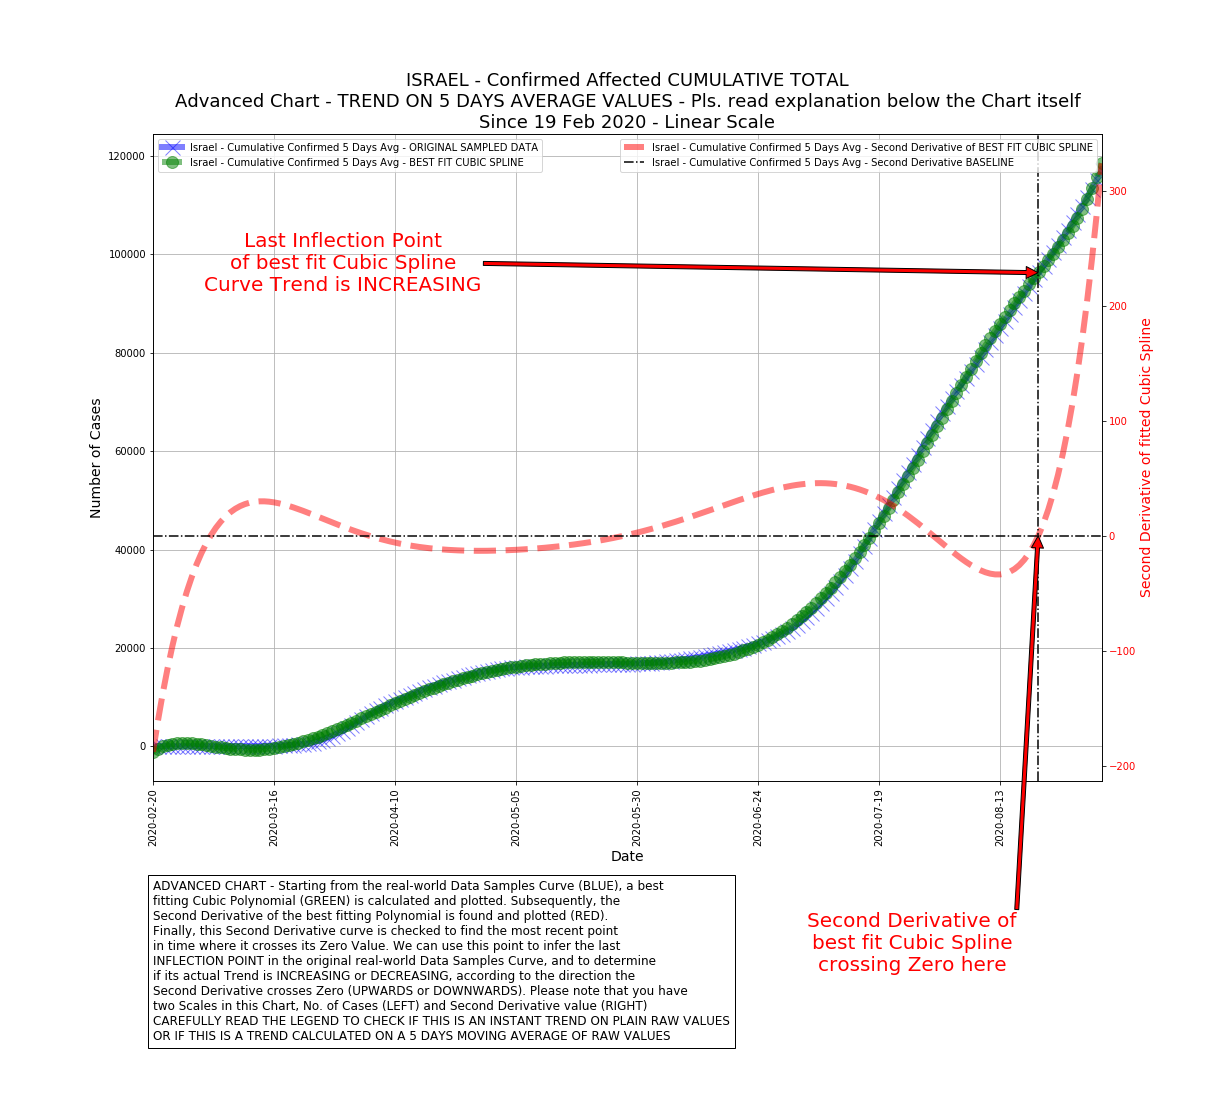 ISRAEL - Confirmed Affected CUMULATIVE TOTAL
Advanced Chart - TREND ON 5 DAYS AVERAGE VALUES - Pls. read explanation below the Chart itself
Since 19 Feb 2020 - Linear Scale
Israel - Cumulative Confirmed 5 Days Avg - ORIGINAL SAMPLED DATA
Israel - Cumulative Confirmed 5 Days Avg - BEST FIT CUBIC SPLINE
Israel - Cumulative Confirmed 5 Days Avg - Second Derivative of BEST FIT CUBIC SPLINE
Israel - Cumulative Confirmed 5 Days Avg - Second Derivative BASELINE
Last Inflection Point
of best fit Cubic Spline
Curve Trend is INCREASING
Number of Cases
120000
100000
80000
60000
40000
20000
0
300
200
100
0
−100
−200
Second Derivative of fitted Cubic Spline
2020-02-20
2020-03-16
2020-04-10
2020-05-05
2020-05-30
2020-06-24
2020-07-19
2020-08-13
Date
ADVANCED CHART - Starting from the real-world Data Samples Curve (BLUE), a best
fitting Cubic Polynomial (GREEN) is calculated and plotted. Subsequently, the
Second Derivative of the best fitting Polynomial is found and plotted (RED).
Finally, this Second Derivative curve is checked to find the most recent point
in time where it crosses its Zero Value. We can use this point to infer the last
INFLECTION POINT in the original real-world Data Samples Curve, and to determine
if its actual Trend is INCREASING or DECREASING, according to the direction the
Second Derivative crosses Zero (UPWARDS or DOWNWARDS). Please note that you have
two Scales in this Chart, No. of Cases (LEFT) and Second Derivative value (RIGHT)
CAREFULLY READ THE LEGEND TO CHECK IF THIS IS AN INSTANT TREND ON PLAIN RAW VALUES
OR IF THIS IS A TREND CALCULATED ON A 5 DAYS MOVING AVERAGE OF RAW VALUES
Second Derivative of
best fit Cubic Spline
crossing Zero here